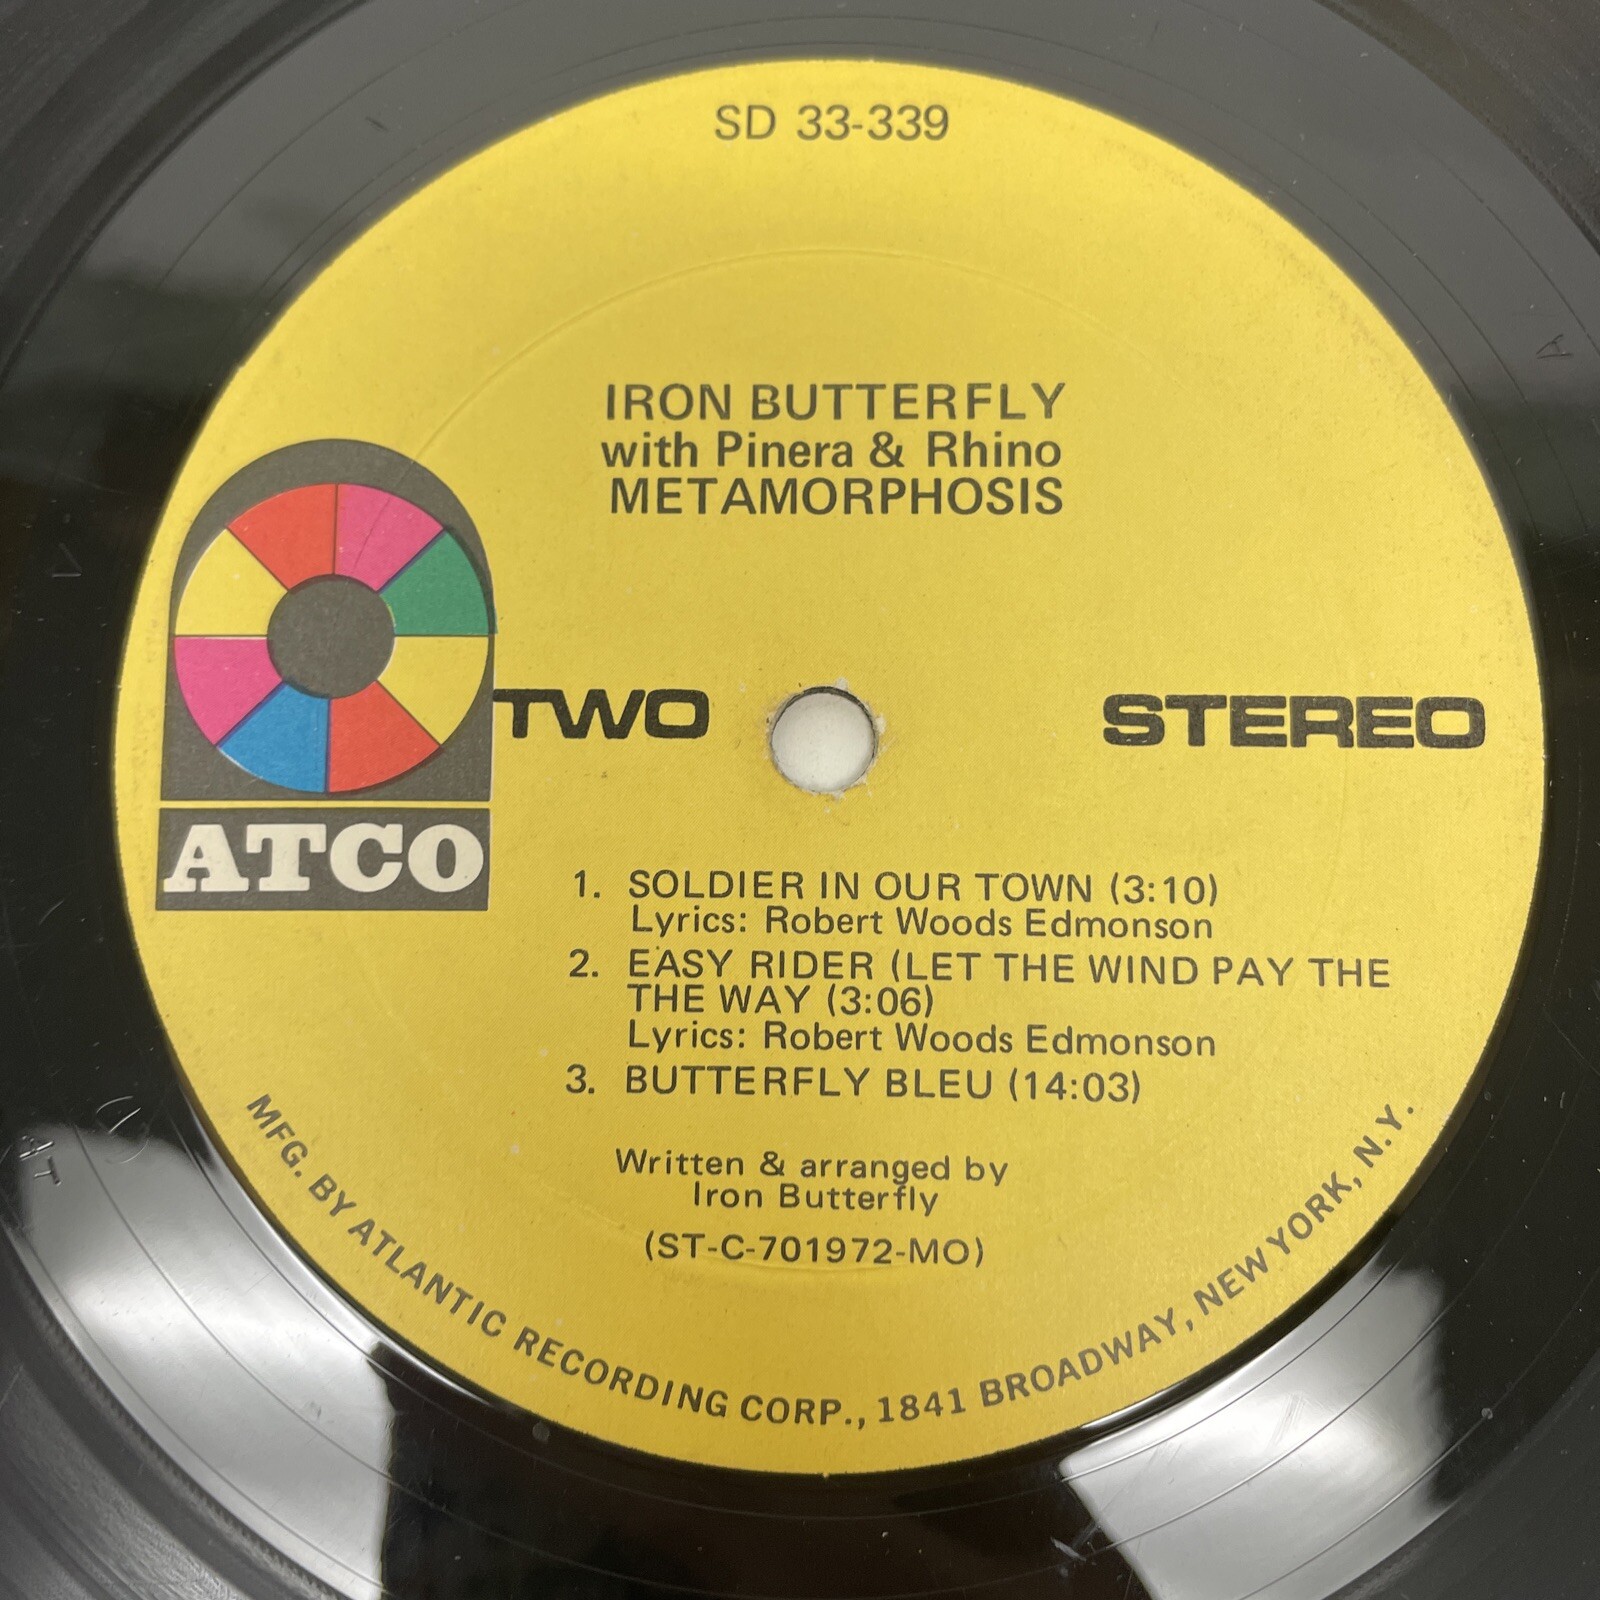 SD 33-339
IRON BUTTERFLY
with Pinera & Rhino
METAMORPHOSIS
TWO
STEREO
ATCO
1. SOLDIER IN OUR TOWN (3:10)
Lyrics: Robert Woods Edmonson
2. EASY RIDER (LET THE WIND PAY THE
THE WAY (3:06)
Lyrics: Robert Woods Edmonson
3. BUTTERFLY BLEU (14:03)
Written & arranged by
Iron Butterfly
(ST-C-701972-MO)
MFG. BY ATLANTIC RECORDING CORP., 1841 BROADWAY, NEW YORK, N.Y.